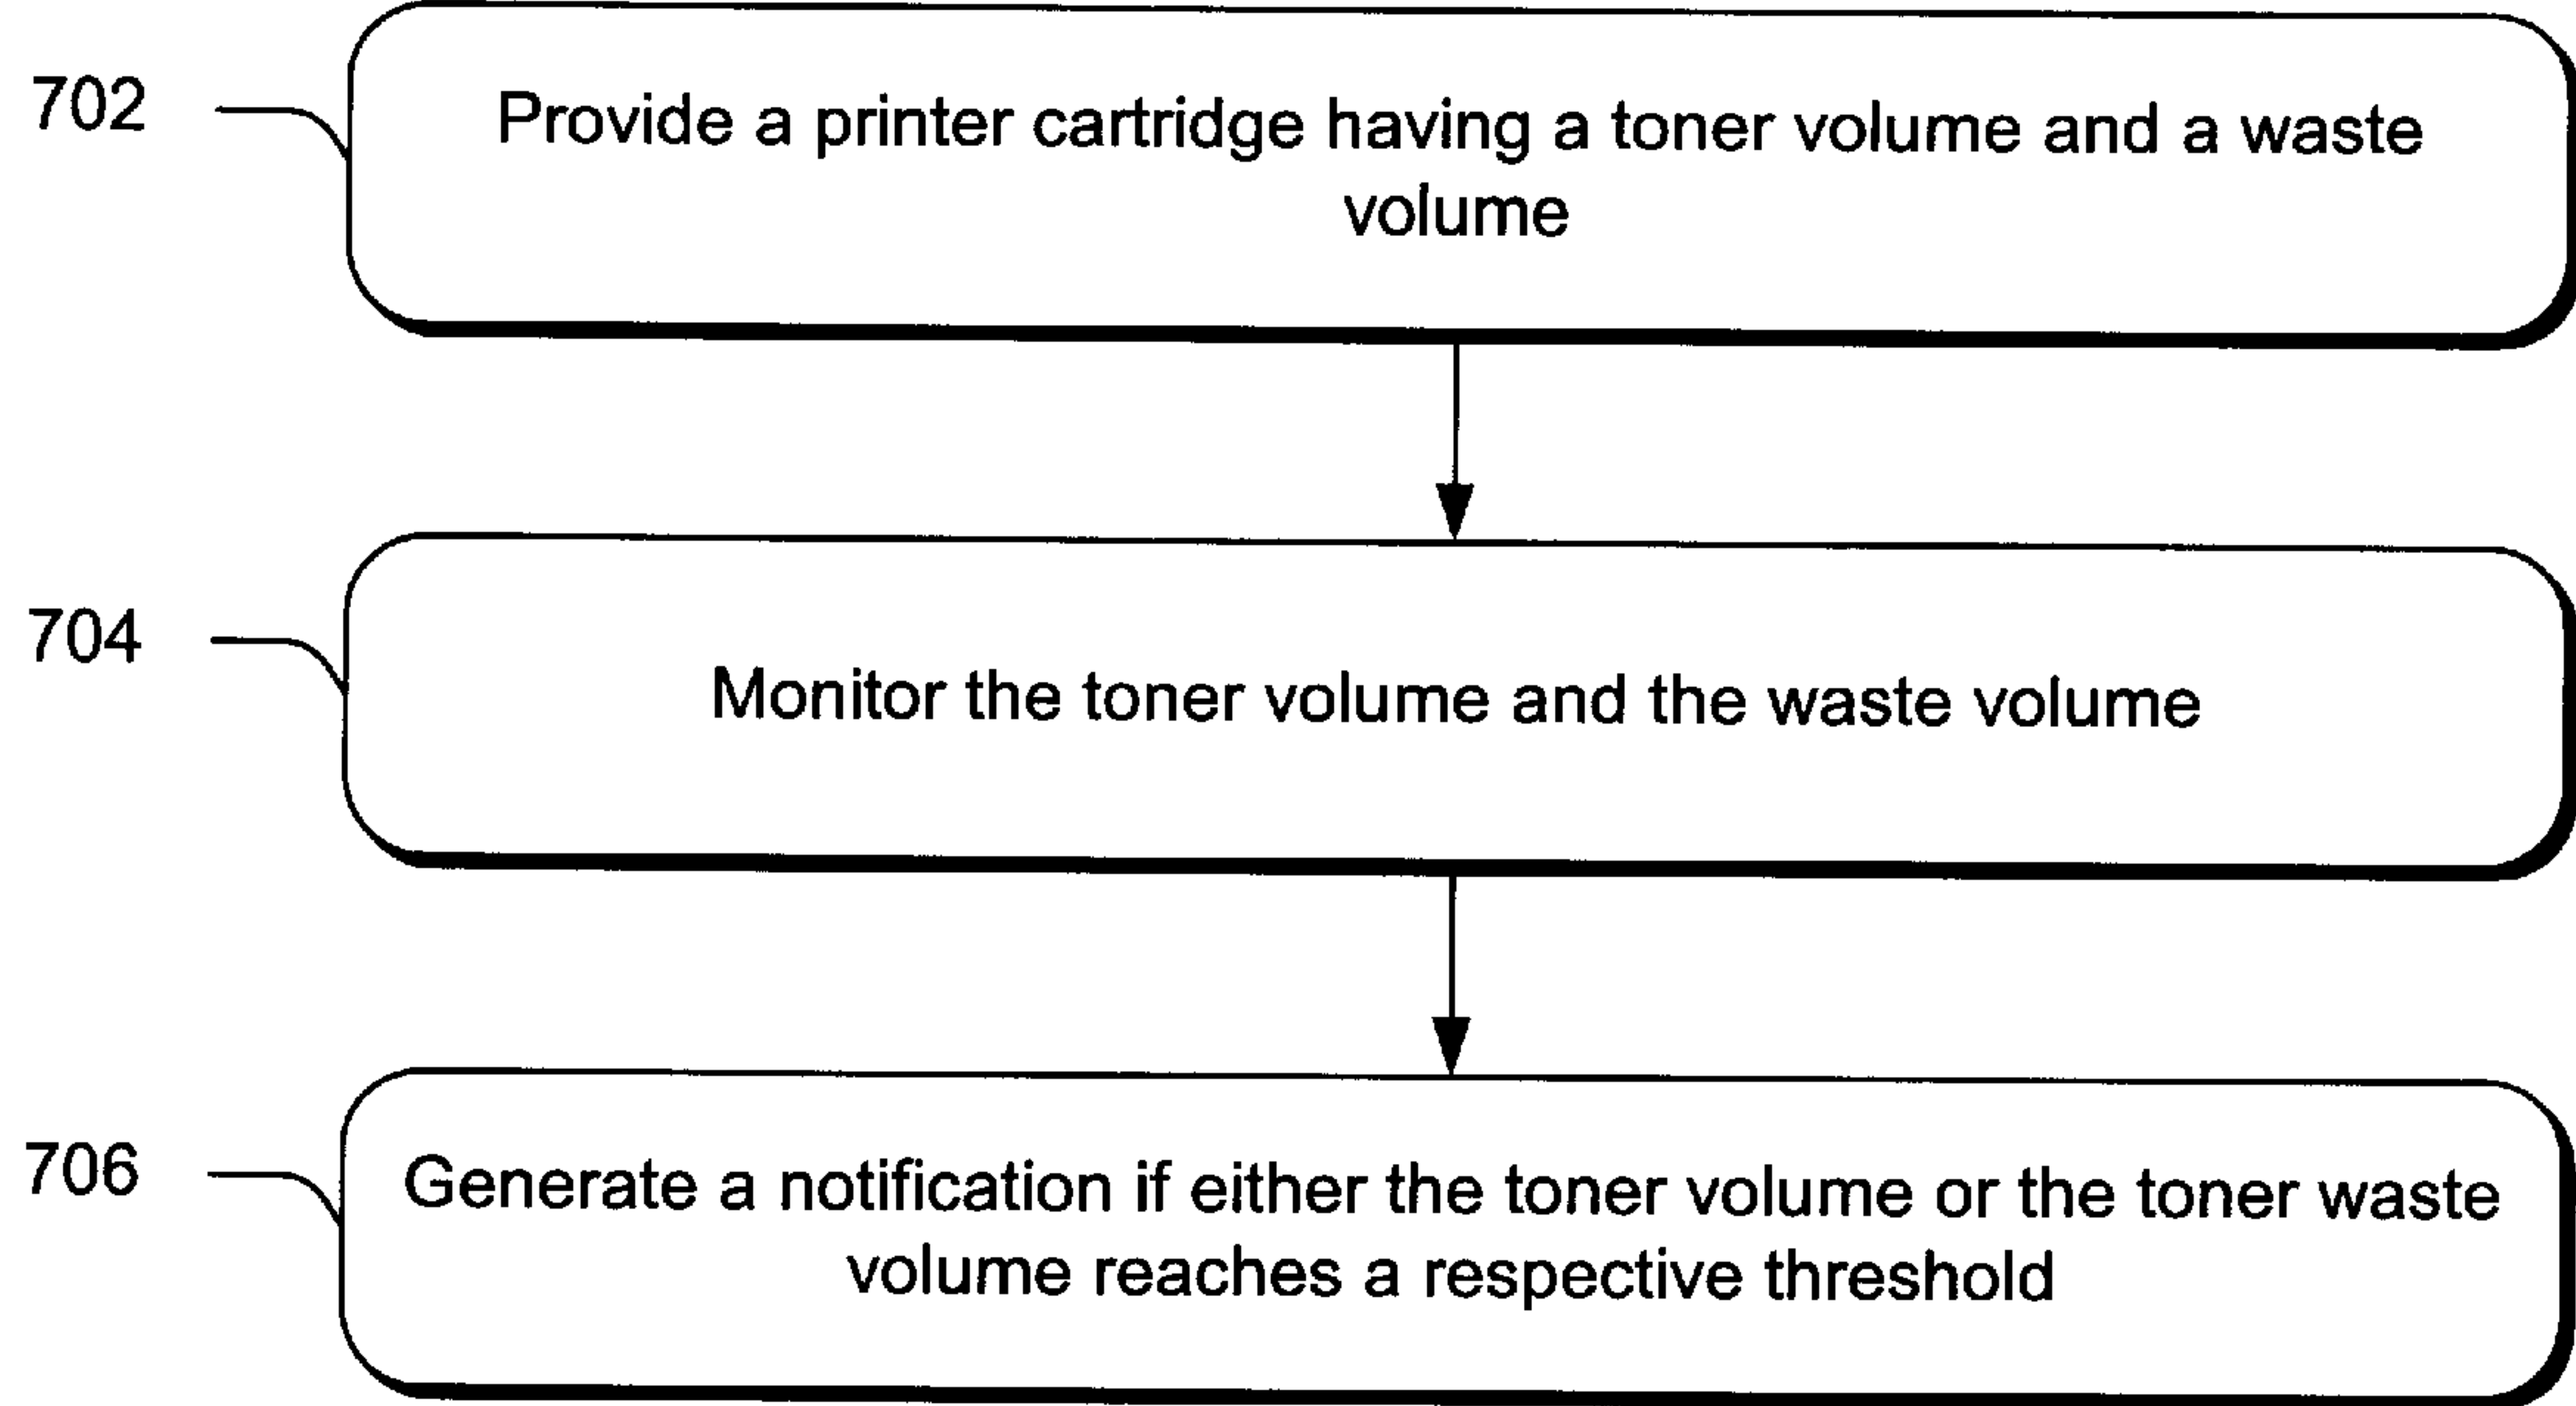 702
Provide a printer cartridge having a toner volume and a waste
volume
704
Monitor the toner volume and the waste volume
706
Generate a notification if either the toner volume or the toner waste
volume reaches a respective threshold